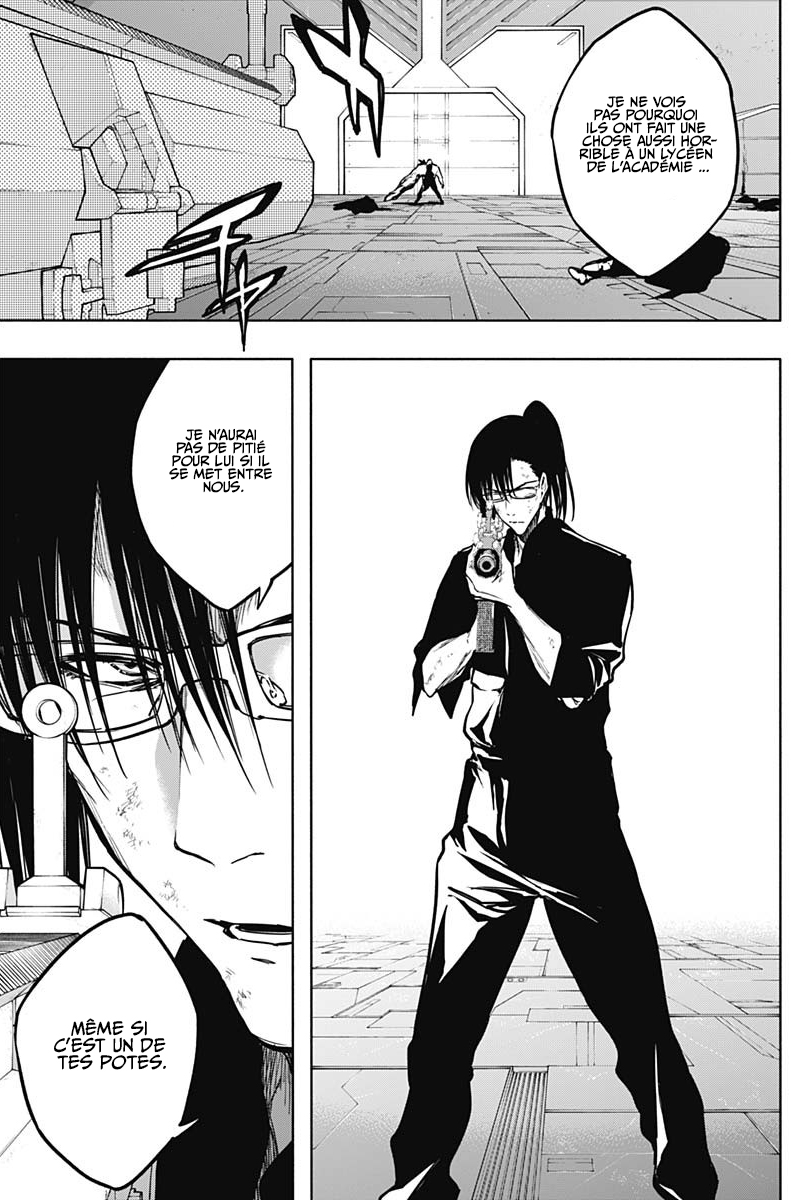 JE NE VOIS
PAS POURQUOI
ILS ONT FAIT UNE
CHOSE AUSSI HOR-
RIBLE À UN LYCÉEN
DE L'ACADÉMIE ...
JE N'AURAI
PAS DE PITIÉ
POUR LUI SI IL
SE MET ENTRE
NOUS.
MÊME SI
C'EST UN DE
TES POTES.